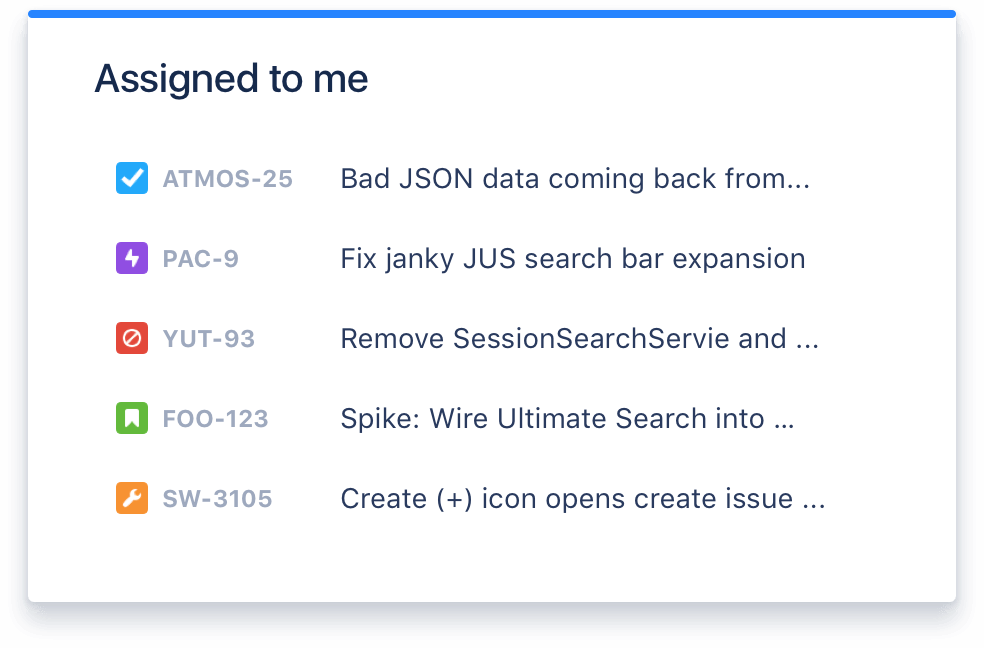 Assigned to me
ATMOS-25 Bad JSON data coming back from...
PAC-9 Fix janky JUS search bar expansion
YUT-93 Remove SessionSearchServie and ...
FOO-123 Spike: Wire Ultimate Search into ...
SW-3105 Create (+) icon opens create issue ...